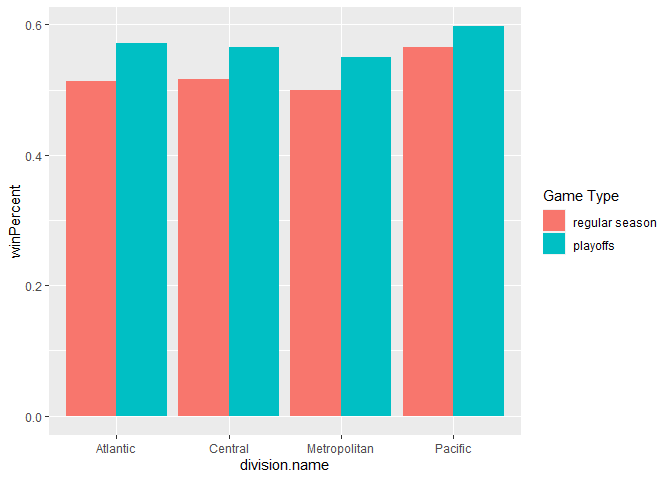 0.6
0.4
0.2
0.0
winPercent
Atlantic
Central
Metropolitan
Pacific
division.name
Game Type
regular season
playoffs